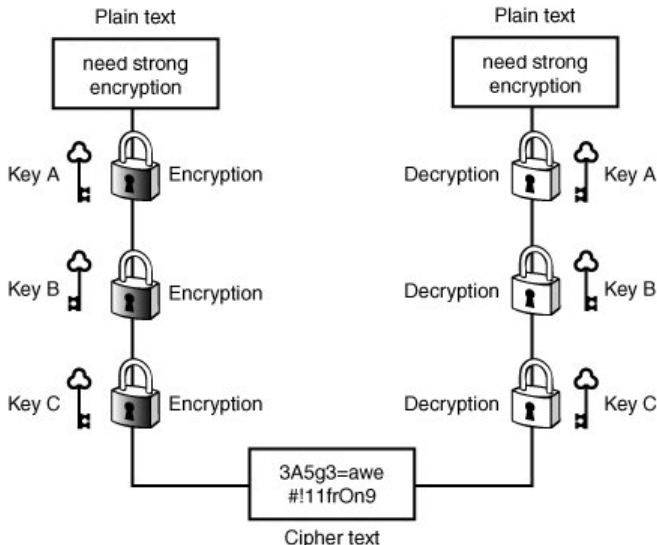 Plain text
need strong
encryption
Key A
Encryption
Key B
Encryption
Key C
Encryption
Plain text
need strong
encryption
Decryption
Key A
Decryption
Key B
Decryption
Key C
3A5g3=awe
#!11frOn9
Cipher text